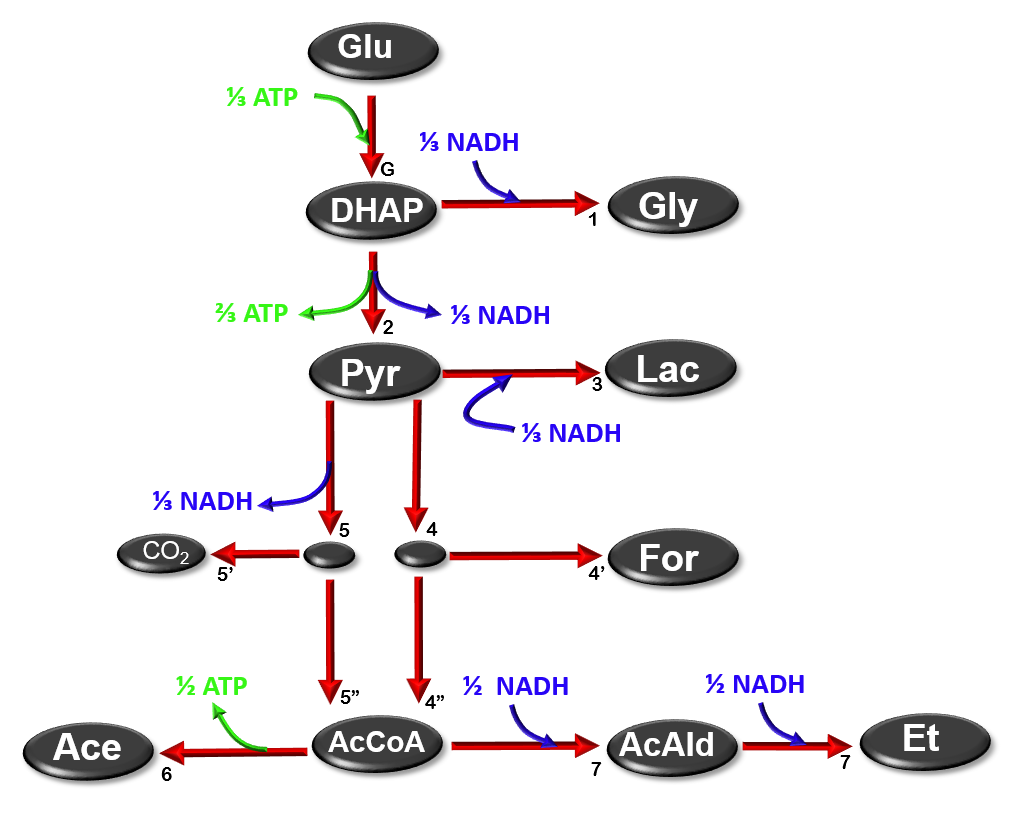 Glu
⅓ ATP
G
⅓ NADH
DHAP
Gly
1
⅔ ATP
⅓ NADH
2
Pyr
Lac
3
⅓ NADH
⅓ NADH
5
4
CO₂
5’
For
4’
½ ATP
5”
4”
½ NADH
½ NADH
Ace
6
AcCoA
7
AcAld
7
Et